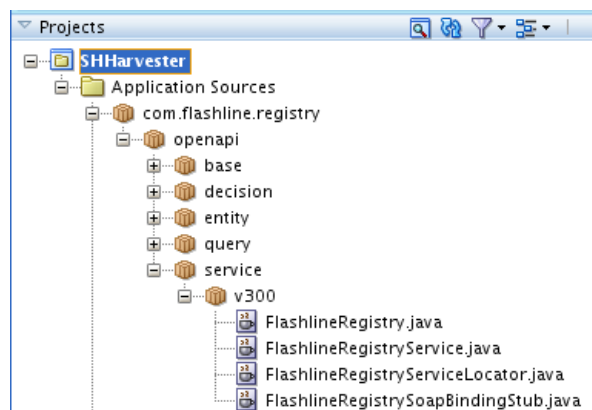 Projects
SHHarvester
Application Sources
com.flashline.registry
openapi
base
decision
entity
query
service
v300
FlashlineRegistry.java
FlashlineRegistryService.java
FlashlineRegistryServiceLocator.java
FlashlineRegistrySoapBindingStub.java